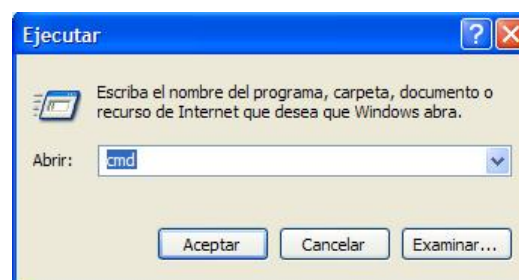 Ejecutar
Escriba el nombre del programa, carpeta, documento o
recurso de Internet que desea que Windows abra.
Abrir: cmd
Aceptar Cancelar Examinar...